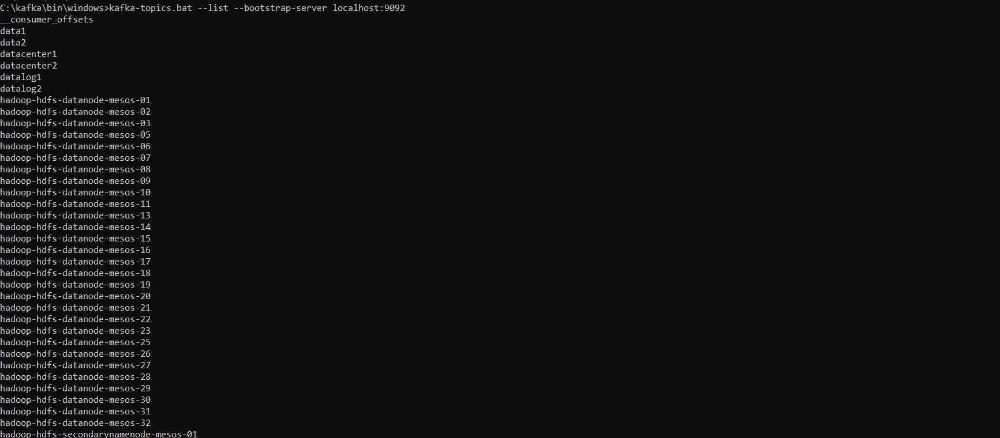 C:\kafka\bin\windows>kafka-topics.bat --list --bootstrap-server localhost:9092
__consumer_offsets
data1
data2
datacenter1
datacenter2
datalog1
datalog2
hadoop-hdfs-datanode-mesos-01
hadoop-hdfs-datanode-mesos-02
hadoop-hdfs-datanode-mesos-03
hadoop-hdfs-datanode-mesos-05
hadoop-hdfs-datanode-mesos-06
hadoop-hdfs-datanode-mesos-07
hadoop-hdfs-datanode-mesos-08
hadoop-hdfs-datanode-mesos-09
hadoop-hdfs-datanode-mesos-10
hadoop-hdfs-datanode-mesos-11
hadoop-hdfs-datanode-mesos-13
hadoop-hdfs-datanode-mesos-14
hadoop-hdfs-datanode-mesos-15
hadoop-hdfs-datanode-mesos-16
hadoop-hdfs-datanode-mesos-17
hadoop-hdfs-datanode-mesos-18
hadoop-hdfs-datanode-mesos-19
hadoop-hdfs-datanode-mesos-20
hadoop-hdfs-datanode-mesos-21
hadoop-hdfs-datanode-mesos-22
hadoop-hdfs-datanode-mesos-23
hadoop-hdfs-datanode-mesos-25
hadoop-hdfs-datanode-mesos-26
hadoop-hdfs-datanode-mesos-27
hadoop-hdfs-datanode-mesos-28
hadoop-hdfs-datanode-mesos-29
hadoop-hdfs-datanode-mesos-30
hadoop-hdfs-datanode-mesos-31
hadoop-hdfs-datanode-mesos-32
hadoop-hdfs-secondarynamenode-mesos-01